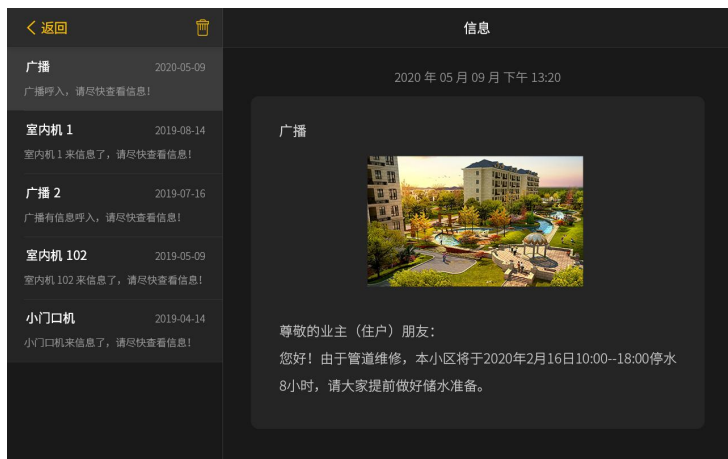 返回
信息
广播 2020-05-09
广播呼入，请尽快查看信息！
室内机 1 2019-08-14
室内机 1 来信息了，请尽快查看信息！
广播 2 2019-07-16
广播有信息呼入，请尽快查看信息！
室内机 102 2019-05-09
室内机 102 来信息了，请尽快查看信息！
小门口机 2019-04-14
小门口机来信息了，请尽快查看信息！
2020 年 05 月 09 月 下午 13:20
广播
尊敬的业主（住户）朋友：
您好！由于管道维修，本小区将于2020年2月16日10:00--18:00停水
8小时，请大家提前做好储水准备。